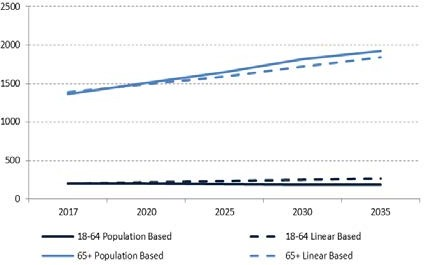 2500
2000
1500
1000
500
0
2017 2020 2025 2030 2035
18-64 Population Based 18-64 Linear Based
65+ Population Based 65+ Linear Based